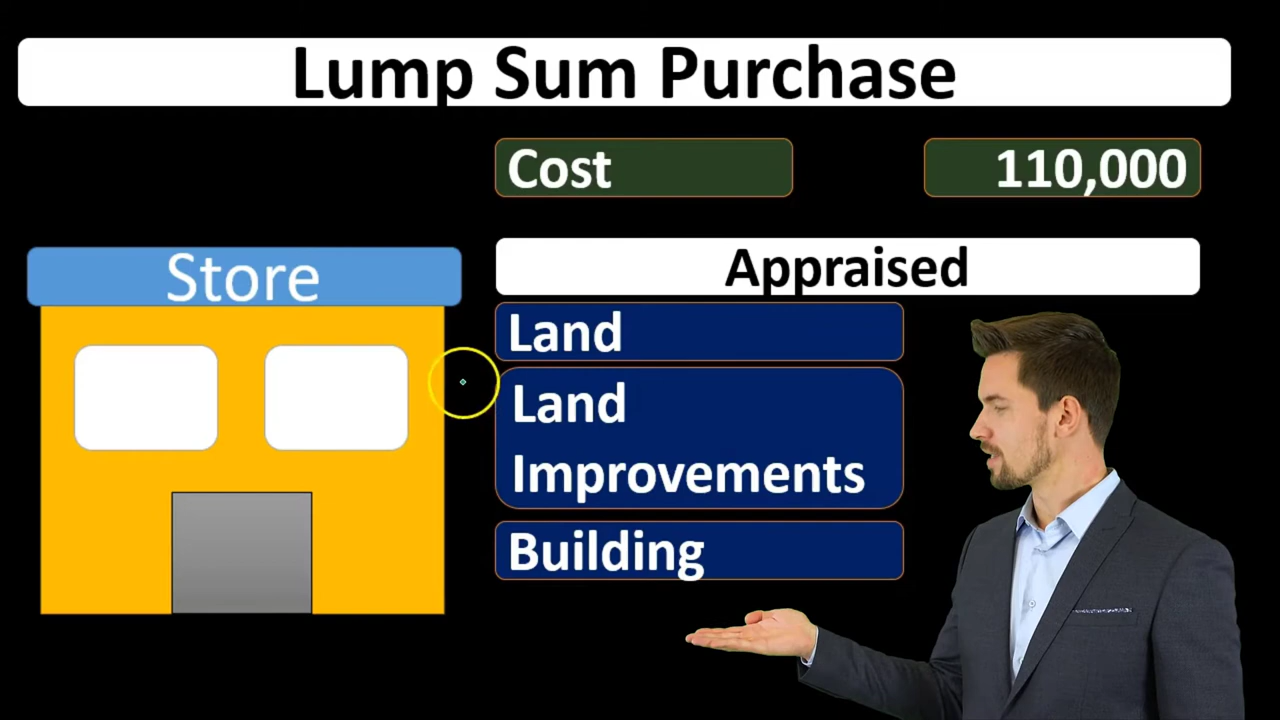 Lump Sum Purchase
Cost 110,000
Store
Appraised
Land
Land
Improvements
Building